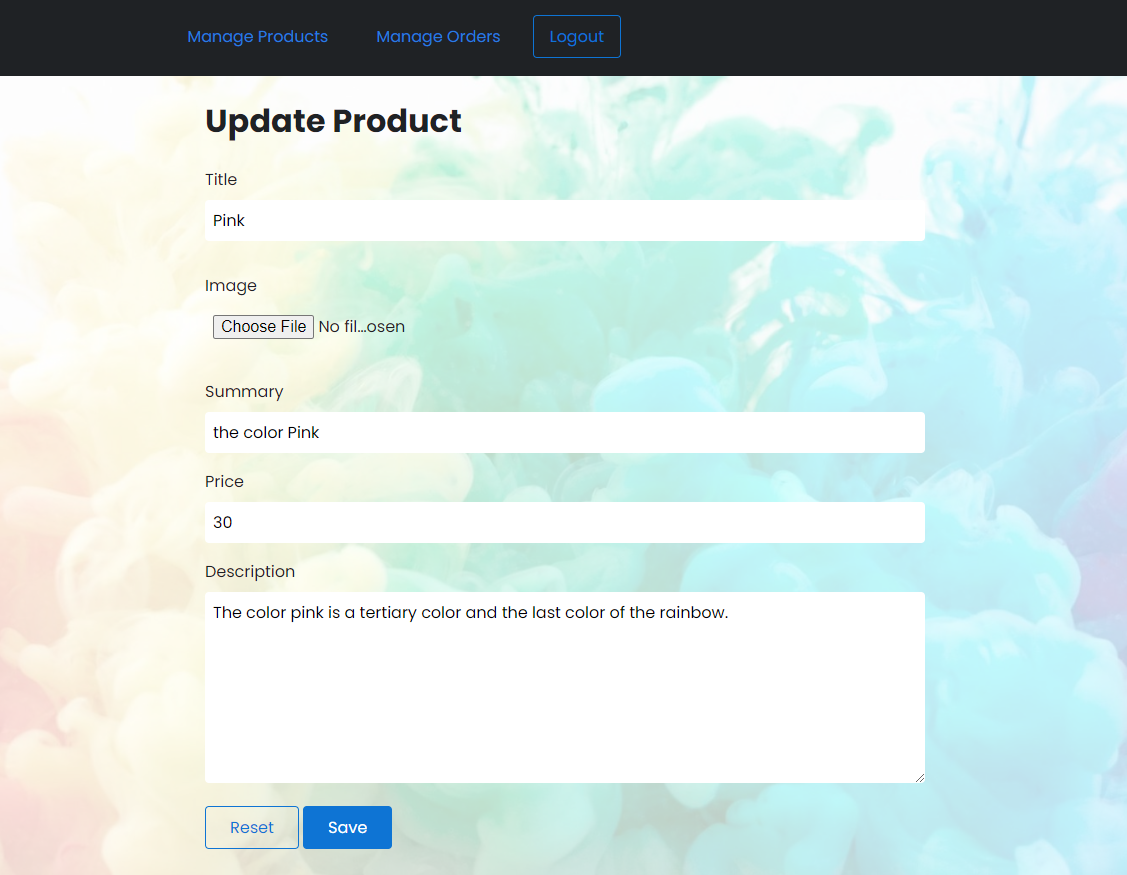 Manage Products Manage Orders Logout
Update Product
Title
Pink
Image
Choose File No fil...osen
Summary
the color Pink
Price
30
Description
The color pink is a tertiary color and the last color of the rainbow.
Reset Save